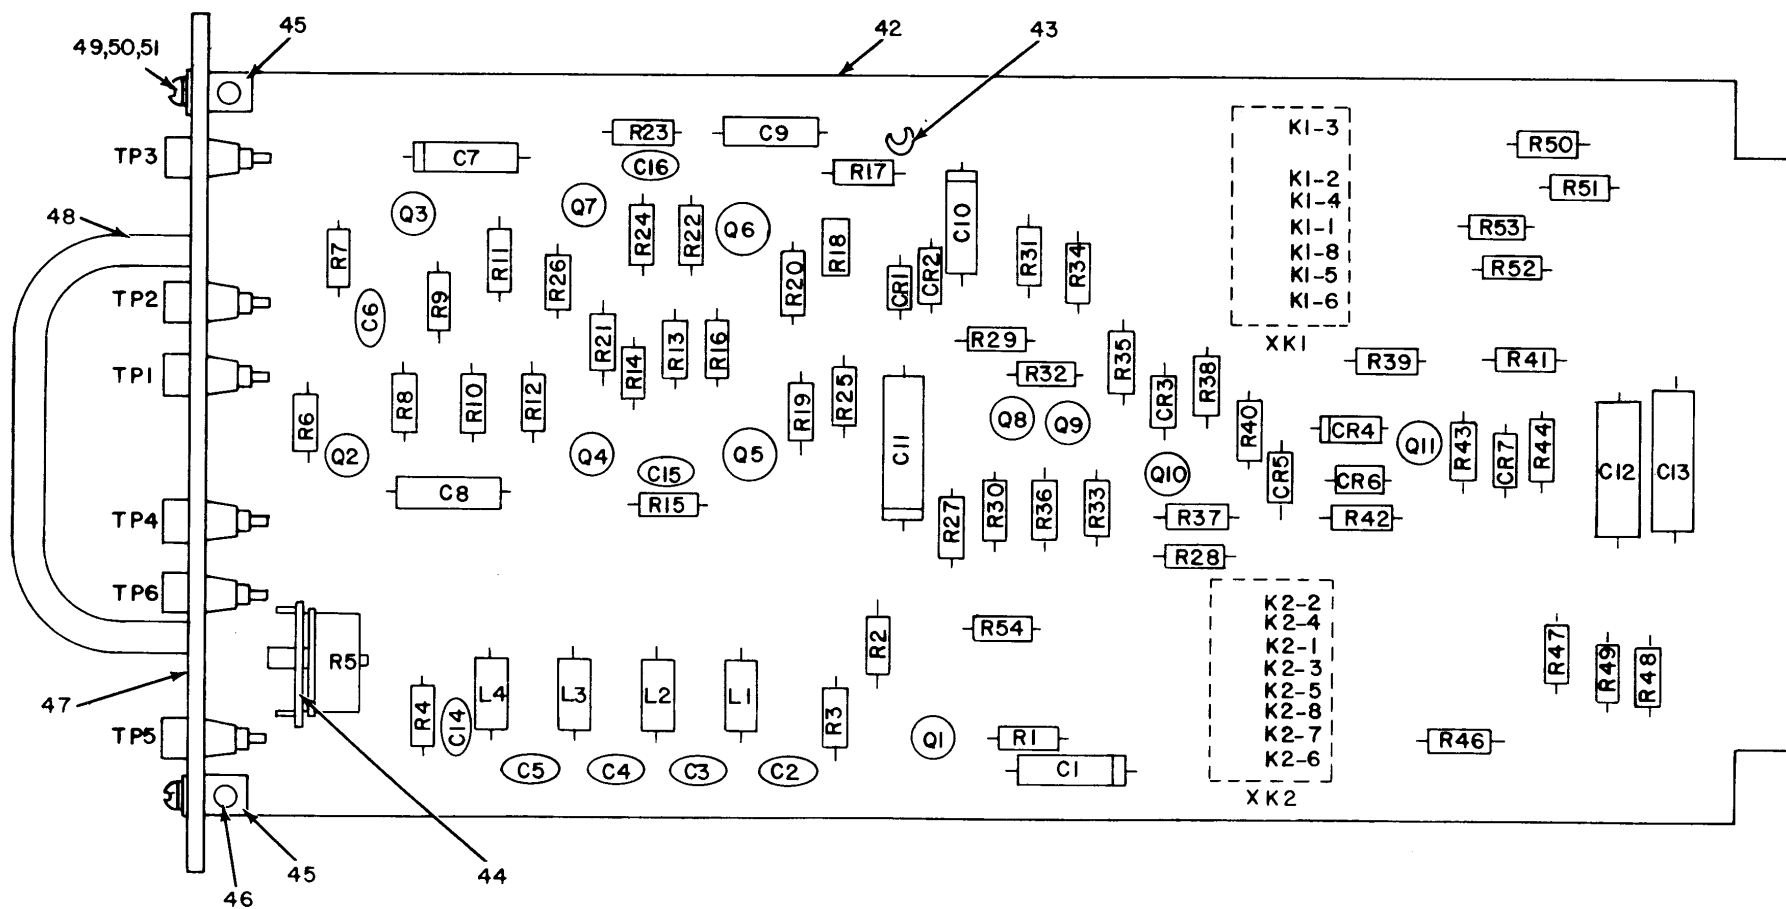 49,50,51
45
42
43
TP3
C7
R23
C16
C9
R17
K1-3
K1-2
K1-4
K1-1
K1-8
K1-5
K1-6
XK1
R50
R51
R53
R52
48
Q3
Q7
R7
R11
R26
R24
R22
Q6
R20
R18
CR1
CR2
C10
R31
R34
TP2
C6
R9
R21
R14
R13
R16
R29
R32
R35
CR3
R38
R39
R41
TP1
R6
R8
R10
R12
R19
R25
C11
Q8
Q9
R40
CR4
Q11
R43
CR7
R44
C12
C13
Q2
C8
Q4
C15
R15
Q5
R27
R30
R36
R33
Q10
CR5
CR6
R37
R42
R28
TP4
TP6
R5
R2
R54
K2-2
K2-4
K2-1
K2-3
K2-5
K2-8
K2-7
K2-6
XK2
R47
R49
R48
47
R4
C14
L4
L3
L2
L1
R3
Q1
R1
R46
TP5
C5
C4
C3
C2
C1
46
45
44